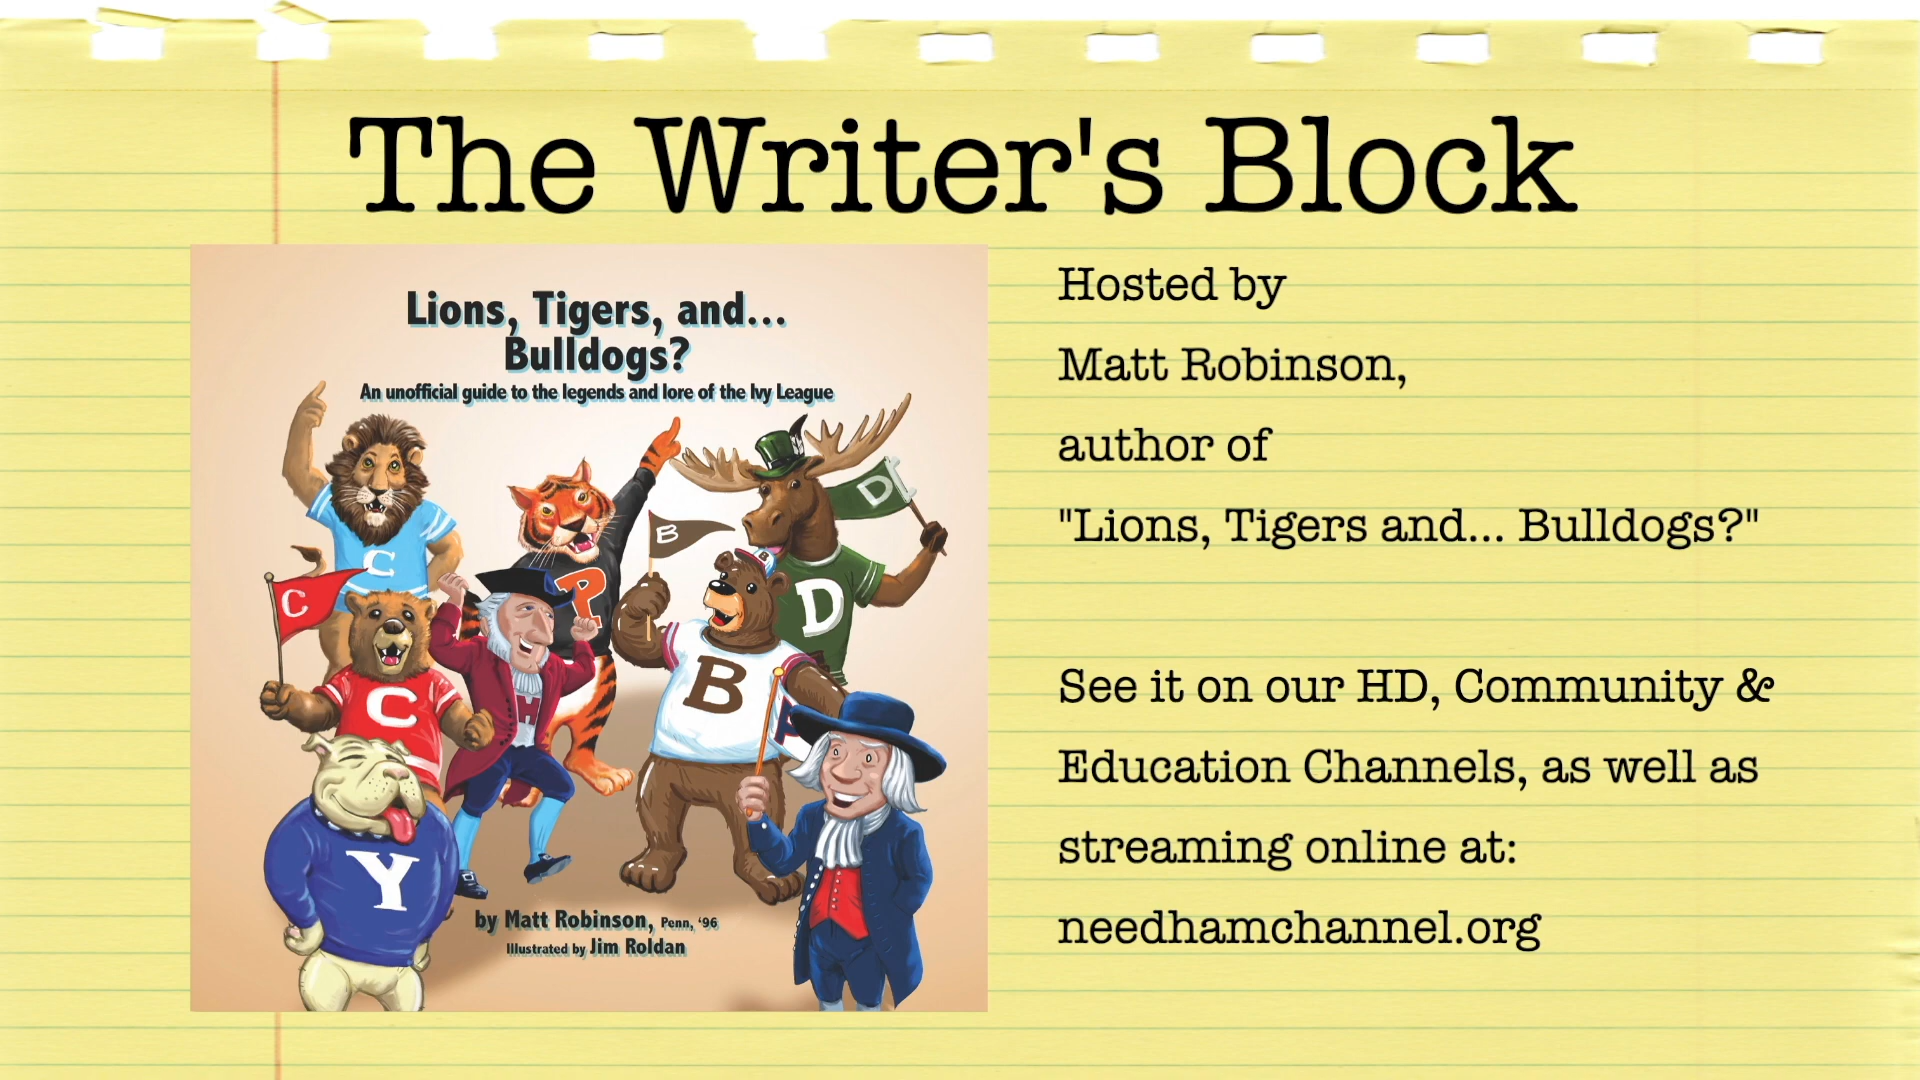 The Writer's Block
Lions, Tigers, and...
Bulldogs?
An unofficial guide to the legends and lore of the Ivy League
C
C
C
P
B
B
D
D
H
Y
by Matt Robinson, Penn, '96
Illustrated by Jim Roldan
Hosted by
Matt Robinson,
author of
"Lions, Tigers and... Bulldogs?"
See it on our HD, Community &
Education Channels, as well as
streaming online at:
needhamchannel.org